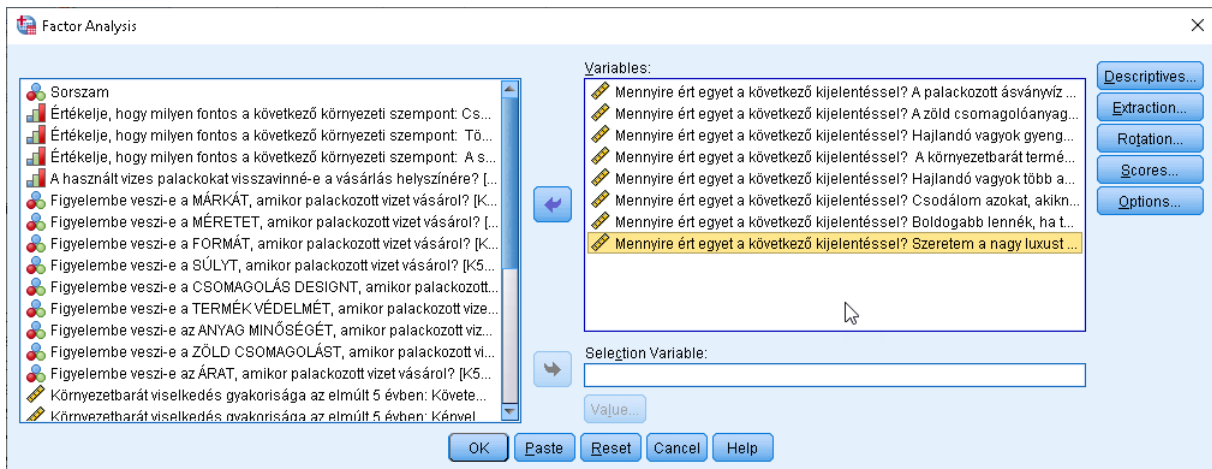 Factor Analysis
Sorszam
Értékelje, hogy milyen fontos a következő környezeti szempont: Cs...
Értékelje, hogy milyen fontos a következő környezeti szempont: Tö...
Értékelje, hogy milyen fontos a következő környezeti szempont: A s...
A használt vizes palackokat visszavinné-e a vásárlás helyszínére? [...
Figyelembe veszi-e a MÁRKÁT, amikor palackozott vizet vásárol? [K...
Figyelembe veszi-e a MÉRETET, amikor palackozott vizet vásárol? [...
Figyelembe veszi-e a FORMÁT, amikor palackozott vizet vásárol? [K...
Figyelembe veszi-e a SÚLYT, amikor palackozott vizet vásárol? [K5...
Figyelembe veszi-e a CSOMAGOLÁS DESIGNT, amikor palackozott...
Figyelembe veszi-e a TERMÉK VÉDELMÉT, amikor palackozott vize...
Figyelembe veszi-e az ANYAG MINŐSÉGÉT, amikor palackozott viz...
Figyelembe veszi-e a ZÖLD CSOMAGOLÁST, amikor palackozott vi...
Figyelembe veszi-e az ÁRAT, amikor palackozott vizet vásárol? [K5...
Környezetbarát viselkedés gyakorisága az elmúlt 5 évben: Követe...
Környezetbarát viselkedés gyakorisága az elmúlt 5 évben: Kényel...
Variables:
Mennyire ért egyet a következő kijelentéssel? A palackozott ásványvíz ...
Mennyire ért egyet a következő kijelentéssel? A zöld csomagolóanyag...
Mennyire ért egyet a következő kijelentéssel? Hajlandó vagyok gyeng...
Mennyire ért egyet a következő kijelentéssel? A környezetbarát termé...
Mennyire ért egyet a következő kijelentéssel? Hajlandó vagyok több a...
Mennyire ért egyet a következő kijelentéssel? Csodálom azokat, akikn...
Mennyire ért egyet a következő kijelentéssel? Boldogabb lennék, ha t...
Mennyire ért egyet a következő kijelentéssel? Szeretem a nagy luxust ...
Selection Variable:
Value...
Descriptives...
Extraction...
Rotation...
Scores...
Options...
OK
Paste
Reset
Cancel
Help